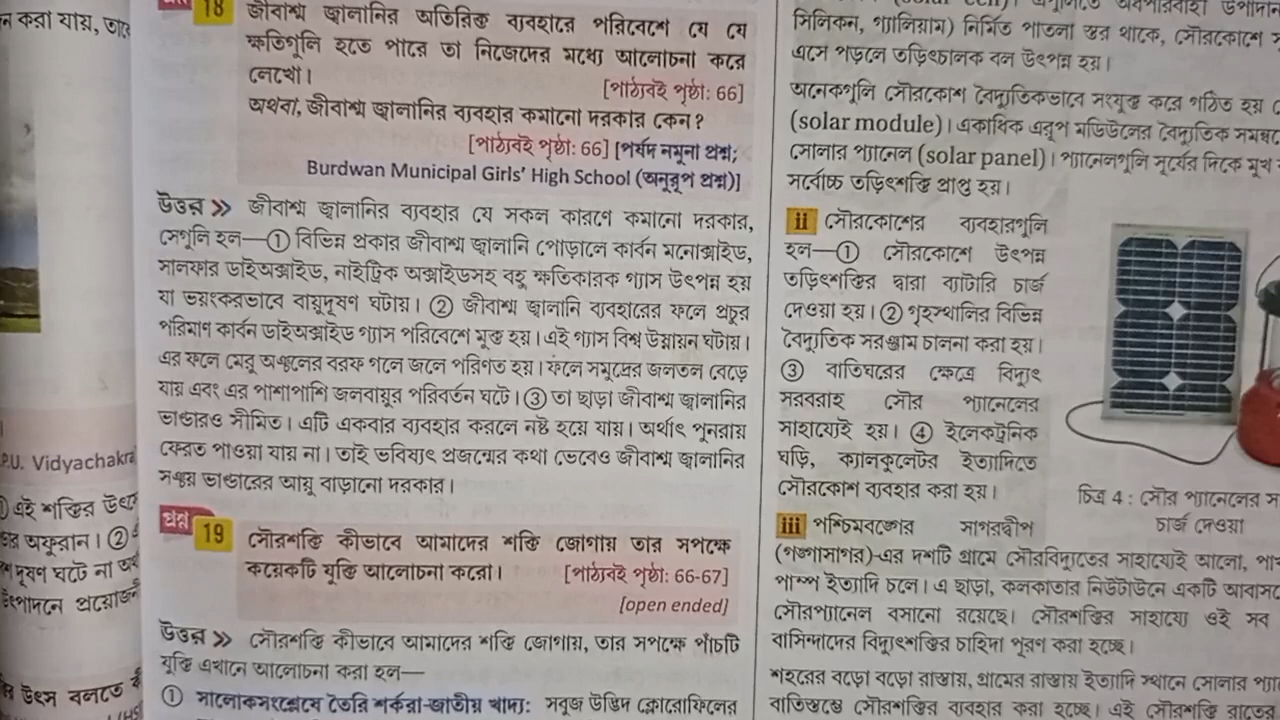 ন করা যায়,
P.U. Vidyachakra
এই শক্তির
অফুরান। ②
দূষণ ঘটে না
উৎপাদনে
উৎস বলতে
18 জীবাশ্ম জ্বালানির অতিরিক্ত ব্যবহারে পরিবেশে যে যে
ক্ষতিগুলি হতে পারে তা নিজেদের মধ্যে আলোচনা করে
লেখো। [পাঠ্যবই পৃষ্ঠা: 66]
অথবা, জীবাশ্ম জ্বালানির ব্যবহার কমানো দরকার কেন?
[পাঠ্যবই পৃষ্ঠা: 66] [পর্ষদ নমুনা প্রশ্ন;
Burdwan Municipal Girls' High School (অনুরূপ প্রশ্ন)]
উত্তর >> জীবাশ্ম জ্বালানির ব্যবহার যে সকল কারণে কমানো দরকার,
সেগুলি হল—① বিভিন্ন প্রকার জীবাশ্ম জ্বালানি পোড়ালে কার্বন মনোক্সাইড,
সালফার ডাইঅক্সাইড, নাইট্রিক অক্সাইডসহ বহু ক্ষতিকারক গ্যাস উৎপন্ন হয়
যা ভয়ংকরভাবে বায়ুদূষণ ঘটায়। ② জীবাশ্ম জ্বালানি ব্যবহারের ফলে প্রচুর
পরিমাণ কার্বন ডাইঅক্সাইড গ্যাস পরিবেশে মুক্ত হয়। এই গ্যাস বিশ্ব উষ্ণায়ন ঘটায়।
এর ফলে মেরু অঞ্চলের বরফ গলে জলে পরিণত হয়। ফলে সমুদ্রের জলতল বেড়ে
যায় এবং এর পাশাপাশি জলবায়ুর পরিবর্তন ঘটে। ③ তা ছাড়া জীবাশ্ম জ্বালানির
ভাণ্ডারও সীমিত। এটি একবার ব্যবহার করলে নষ্ট হয়ে যায়। অর্থাৎ পুনরায়
ফেরত পাওয়া যায় না। তাই ভবিষ্যৎ প্রজন্মের কথা ভেবেও জীবাশ্ম জ্বালানির
সঞ্চয় ভাণ্ডারের আয়ু বাড়ানো দরকার।
প্রশ্ন 19 সৌরশক্তি কীভাবে আমাদের শক্তি জোগায় তার সপক্ষে
কয়েকটি যুক্তি আলোচনা করো। [পাঠ্যবই পৃষ্ঠা: 66-67]
[open ended]
উত্তর >> সৌরশক্তি কীভাবে আমাদের শক্তি জোগায়, তার সপক্ষে পাঁচটি
যুক্তি এখানে আলোচনা করা হল—
① সালোকসংশ্লেষে তৈরি শর্করা-জাতীয় খাদ্য: সবুজ উদ্ভিদ ক্লোরোফিলের
সিলিকন, গ্যালিয়াম) নির্মিত পাতলা স্তর থাকে, সৌরকোশে
এসে পড়লে তড়িৎচালক বল উৎপন্ন হয়।
অনেকগুলি সৌরকোশ বৈদ্যুতিকভাবে সংযুক্ত করে গঠিত হয়
(solar module)। একাধিক এরূপ মডিউলের বৈদ্যুতিক
সোলার প্যানেল (solar panel)। প্যানেলগুলি সূর্যের দিকে মুখ
সর্বোচ্চ তড়িৎশক্তি প্রাপ্ত হয়।
ii সৌরকোশের ব্যবহারগুলি
হল—① সৌরকোশে উৎপন্ন
তড়িৎশক্তির দ্বারা ব্যাটারি চার্জ
দেওয়া হয়। ② গৃহস্থালির বিভিন্ন
বৈদ্যুতিক সরঞ্জাম চালনা করা হয়।
③ বাতিঘরের ক্ষেত্রে বিদ্যুৎ
সরবরাহ সৌর প্যানেলের
সাহায্যেই হয়। ④ ইলেকট্রনিক
ঘড়ি, ক্যালকুলেটর ইত্যাদিতে
সৌরকোশ ব্যবহার করা হয়।
চিত্র 4 : সৌর প্যানেলের
চার্জ দেওয়া
iii পশ্চিমবঙ্গের সাগরদ্বীপ
(গঙ্গাসাগর)-এর দশটি গ্রামে সৌরবিদ্যুতের সাহায্যেই আলো,
পাম্প ইত্যাদি চলে। এ ছাড়া, কলকাতার নিউটাউনে একটি
সৌরপ্যানেল বসানো রয়েছে। সৌরশক্তির সাহায্যে ওই সব
বাসিন্দাদের বিদ্যুৎশক্তির চাহিদা পূরণ করা হচ্ছে।
শহরের বড়ো বড়ো রাস্তায়, গ্রামের রাস্তায় ইত্যাদি স্থানে সোলার
বাতিস্তম্ভে সৌরশক্তির ব্যবহার করা হচ্ছে। এই সৌরশক্তি রাতের